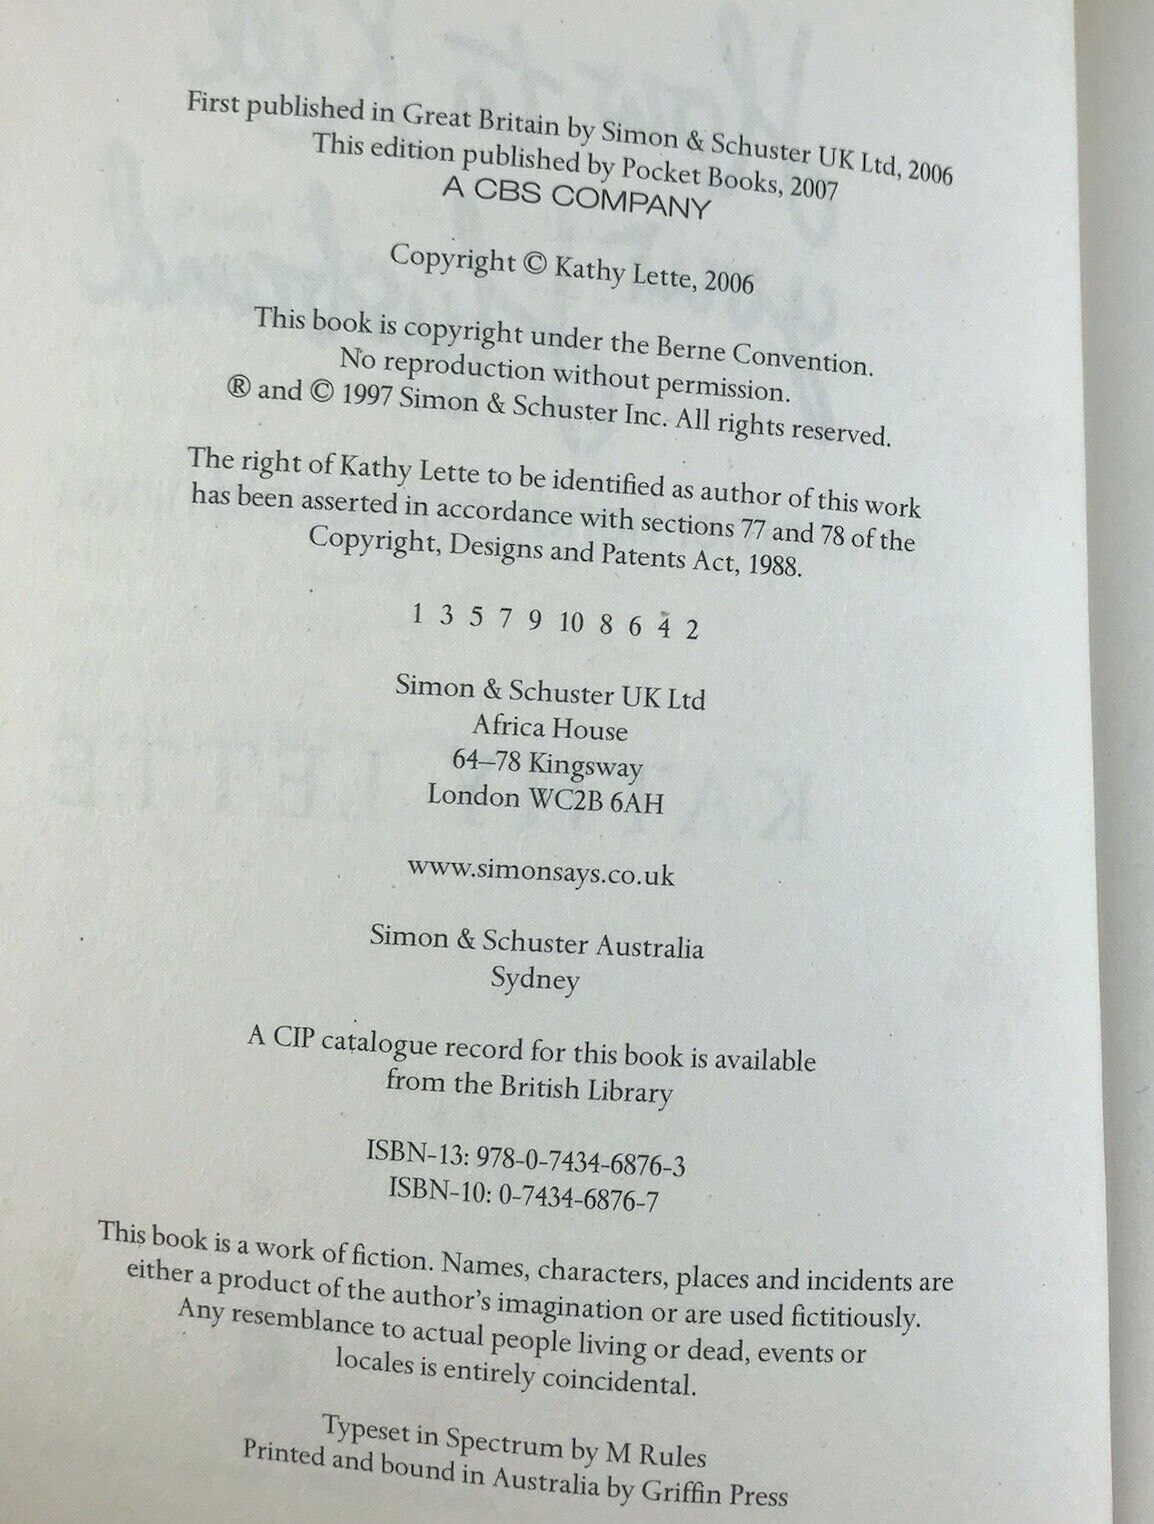 First published in Great Britain by Simon & Schuster UK Ltd, 2006
This edition published by Pocket Books, 2007
A CBS COMPANY
Copyright © Kathy Lette, 2006
This book is copyright under the Berne Convention.
No reproduction without permission.
® and © 1997 Simon & Schuster Inc. All rights reserved.
The right of Kathy Lette to be identified as author of this work
has been asserted in accordance with sections 77 and 78 of the
Copyright, Designs and Patents Act, 1988.
1 3 5 7 9 10 8 6 4 2
Simon & Schuster UK Ltd
Africa House
64–78 Kingsway
London WC2B 6AH
www.simonsays.co.uk
Simon & Schuster Australia
Sydney
A CIP catalogue record for this book is available
from the British Library
ISBN-13: 978-0-7434-6876-3
ISBN-10: 0-7434-6876-7
This book is a work of fiction. Names, characters, places and incidents are
either a product of the author's imagination or are used fictitiously.
Any resemblance to actual people living or dead, events or
locales is entirely coincidental.
Typeset in Spectrum by M Rules
Printed and bound in Australia by Griffin Press